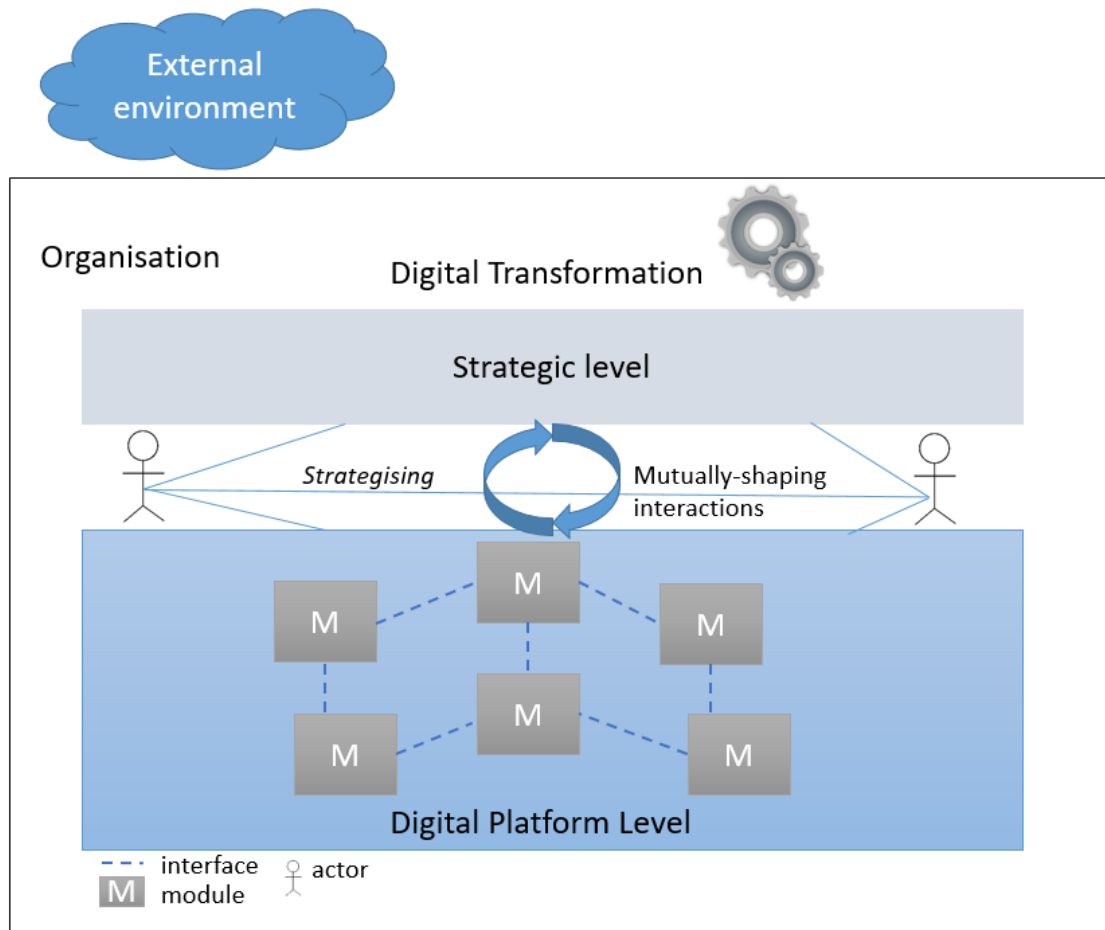 External
environment
Organisation
Digital Transformation
Strategic level
Strategising
Mutually-shaping
interactions
M
M
M
M
M
M
Digital Platform Level
interface
M module
actor